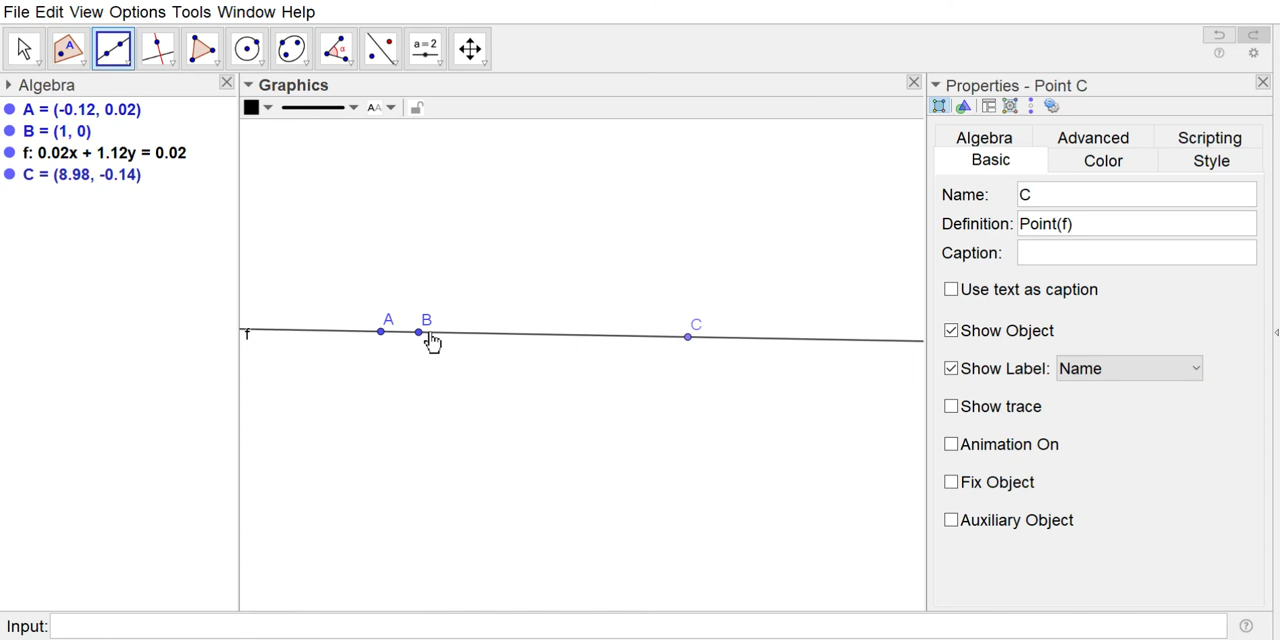 File Edit View Options Tools Window Help
A
α
a=2
Algebra
Graphics
Properties - Point C
AA
A = (-0.12, 0.02)
B = (1, 0)
f: 0.02x + 1.12y = 0.02
C = (8.98, -0.14)
A
B
C
f
Algebra Advanced Scripting
Basic Color Style
Name: C
Definition: Point(f)
Caption:
Use text as caption
Show Object
Show Label: Name
Show trace
Animation On
Fix Object
Auxiliary Object
Input: